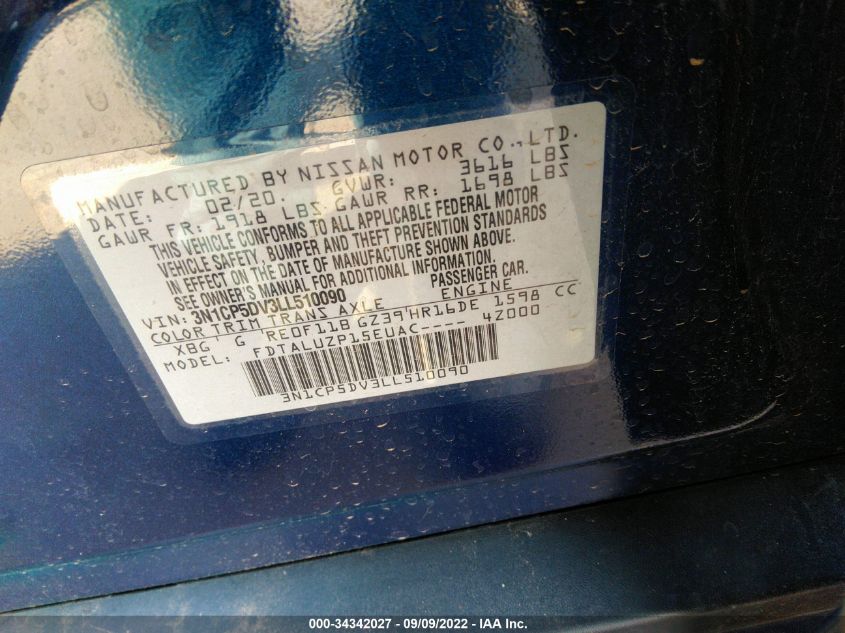 MANUFACTURED BY NISSAN MOTOR CO., LTD.
DATE: 02/20. GVWR: 3616 LBS
GAWR FR: 1918 LBS GAWR RR: 1698 LBS
THIS VEHICLE CONFORMS TO ALL APPLICABLE FEDERAL MOTOR
VEHICLE SAFETY, BUMPER AND THEFT PREVENTION STANDARDS
IN EFFECT ON THE DATE OF MANUFACTURE SHOWN ABOVE.
SEE OWNER'S MANUAL FOR ADDITIONAL INFORMATION.
VIN: 3N1CP5DV3LL510090 PASSENGER CAR.
COLOR TRIM TRANS AXLE ENGINE
XBG G RE0F11B GZ39 HR16DE 1598 CC
MODEL: FDTALUZP15EUAC---- 4Z000
3N1CP5DV3LL510090
000-34342027 - 09/09/2022 - IAA Inc.